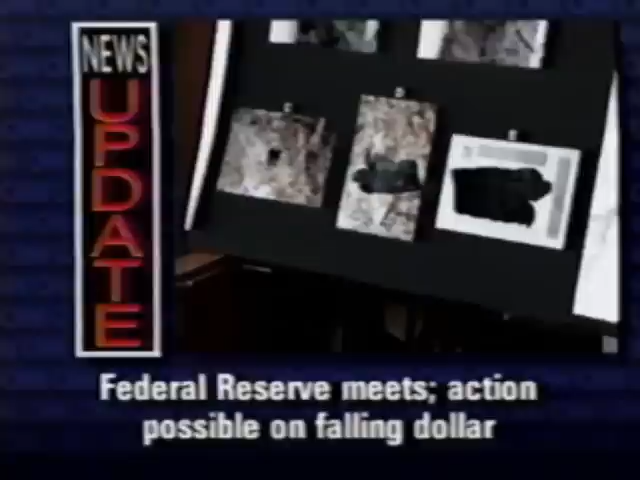 NEWS
UPDATE
Federal Reserve meets; action
possible on falling dollar